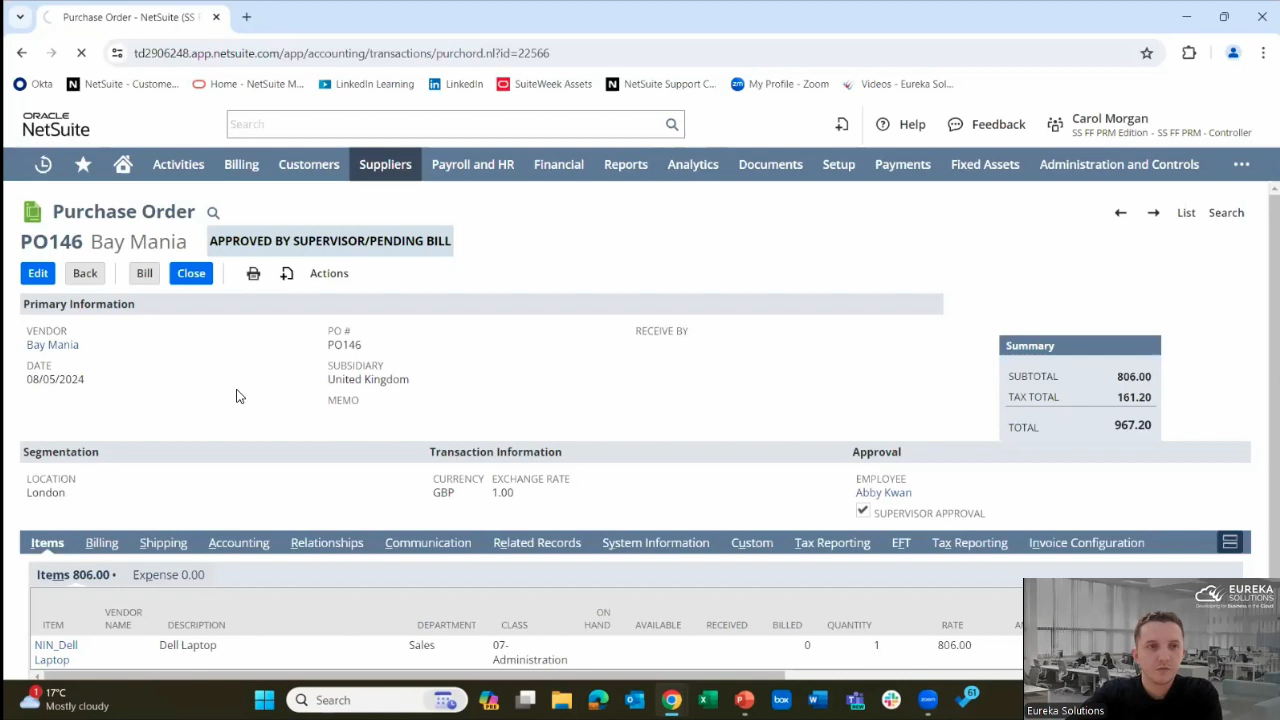 Purchase Order - NetSuite (SS F
td2906248.app.netsuite.com/app/accounting/transactions/purchord.nl?id=22566
Okta
NetSuite - Custome...
Home - NetSuite M...
LinkedIn Learning
LinkedIn
SuiteWeek Assets
NetSuite Support C...
My Profile - Zoom
Videos - Eureka Sol...
ORACLE
NETSUITE
Search
Help
Feedback
Carol Morgan
SS FF PRM Edition - SS FF PRM - Controller
Activities Billing Customers Suppliers Payroll and HR Financial Reports Analytics Documents Setup Payments Fixed Assets Administration and Controls
Purchase Order
List Search
PO146 Bay Mania APPROVED BY SUPERVISOR/PENDING BILL
Edit Back Bill Close Actions
Primary Information
VENDOR
Bay Mania
DATE
08/05/2024
PO #
PO146
SUBSIDIARY
United Kingdom
MEMO
RECEIVE BY
Summary
SUBTOTAL 806.00
TAX TOTAL 161.20
TOTAL 967.20
Segmentation
LOCATION
London
Transaction Information
CURRENCY EXCHANGE RATE
GBP 1.00
Approval
EMPLOYEE
Abby Kwan
SUPERVISOR APPROVAL
Items Billing Shipping Accounting Relationships Communication Related Records System Information Custom Tax Reporting EFT Tax Reporting Invoice Configuration
Items 806.00 • Expense 0.00
ITEM
VENDOR NAME
DESCRIPTION
DEPARTMENT
CLASS
ON HAND
AVAILABLE
RECEIVED
BILLED
QUANTITY
RATE
NIN_Dell
Laptop
Dell Laptop
Sales
07-
Administration
0
1
806.00
EUREKA
SOLUTIONS
Developing for Business in the Cloud
Eureka Solutions
1
17°C
Mostly cloudy
Search
61